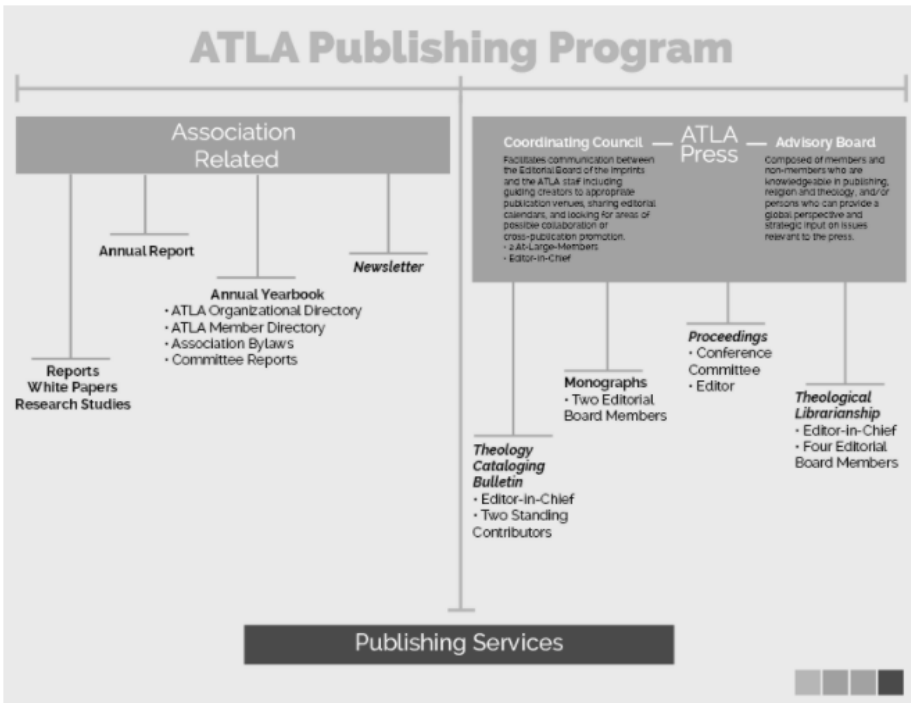 ATLA Publishing Program
Association
Related
Annual Report
Newsletter
Annual Yearbook
• ATLA Organizational Directory
• ATLA Member Directory
• Association Bylaws
• Committee Reports
Reports
White Papers
Research Studies
Coordinating Council
Facilitates communication between
the Editorial Board of the Imprints
and the ATLA staff including
guiding creators to appropriate
publication venues, sharing editorial
calendars, and looking for areas of
possible collaboration or
cross-publication promotion.
• 2 At-Large-Members
• Editor-in-Chief
ATLA
Press
Advisory Board
Composed of members and
non-members who are
knowledgeable in publishing,
religion and theology, and/or
persons who can provide a
global perspective and
strategic input on issues
relevant to the press.
Theology
Cataloging
Bulletin
• Editor-in-Chief
• Two Standing
Contributors
Monographs
• Two Editorial
Board Members
Proceedings
• Conference
Committee
• Editor
Theological
Librarianship
• Editor-in-Chief
• Four Editorial
Board Members
Publishing Services